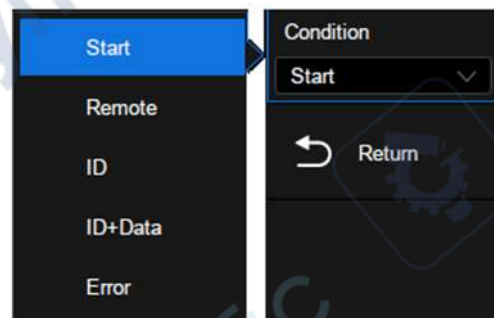 Start
Remote
ID
ID+Data
Error
Condition
Start
Return